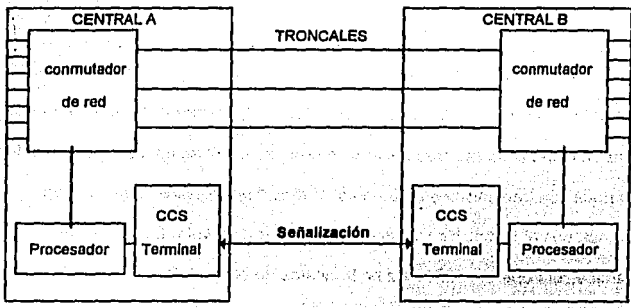 CENTRAL A
TRONCALES
CENTRAL B
conmutador
de red
conmutador
de red
Procesador
CCS
Terminal
Señalización
CCS
Terminal
Procesador